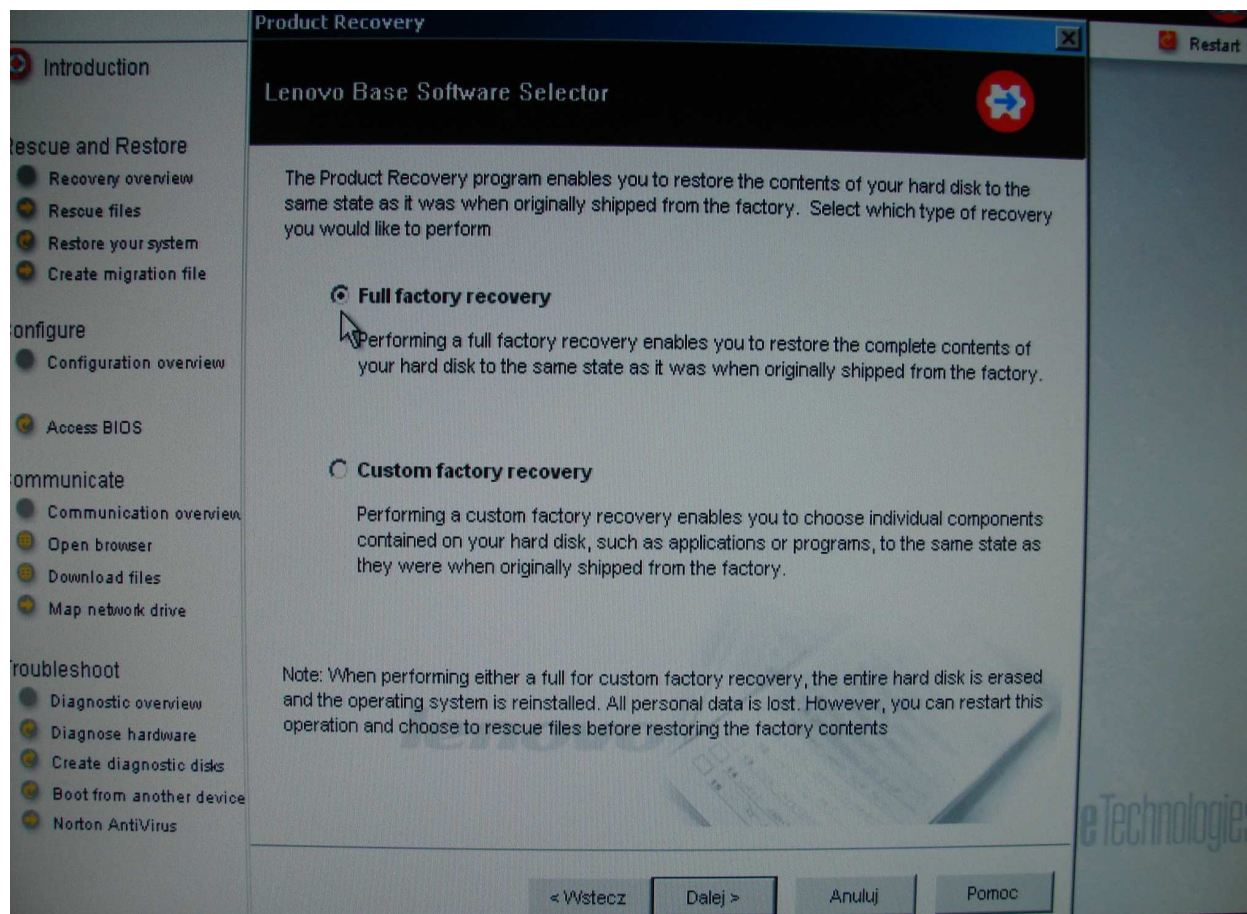 Product Recovery
Restart
Introduction
Lenovo Base Software Selector
escue and Restore
Recovery overview
Rescue files
Restore your system
Create migration file
onfigure
Configuration overview
Access BIOS
ommunicate
Communication overview
Open browser
Download files
Map network drive
roubleshoot
Diagnostic overview
Diagnose hardware
Create diagnostic disks
Boot from another device
Norton AntiVirus
The Product Recovery program enables you to restore the contents of your hard disk to the
same state as it was when originally shipped from the factory. Select which type of recovery
you would like to perform
Full factory recovery
Performing a full factory recovery enables you to restore the complete contents of
your hard disk to the same state as it was when originally shipped from the factory.
Custom factory recovery
Performing a custom factory recovery enables you to choose individual components
contained on your hard disk, such as applications or programs, to the same state as
they were when originally shipped from the factory.
Note: When performing either a full for custom factory recovery, the entire hard disk is erased
and the operating system is reinstalled. All personal data is lost. However, you can restart this
operation and choose to rescue files before restoring the factory contents
lenovo
eTechnologies
< Wstecz
Dalej >
Anuluj
Pomoc